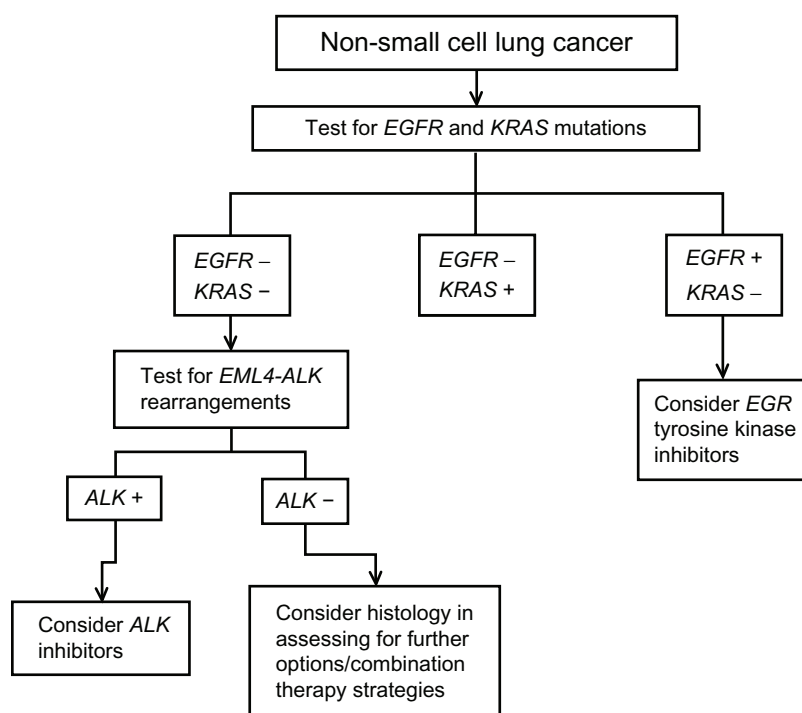 Non-small cell lung cancer
Test for EGFR and KRAS mutations
EGFR –
KRAS –
EGFR –
KRAS +
EGFR +
KRAS –
Test for EML4-ALK
rearrangements
Consider EGR
tyrosine kinase
inhibitors
ALK +
ALK –
Consider ALK
inhibitors
Consider histology in
assessing for further
options/combination
therapy strategies